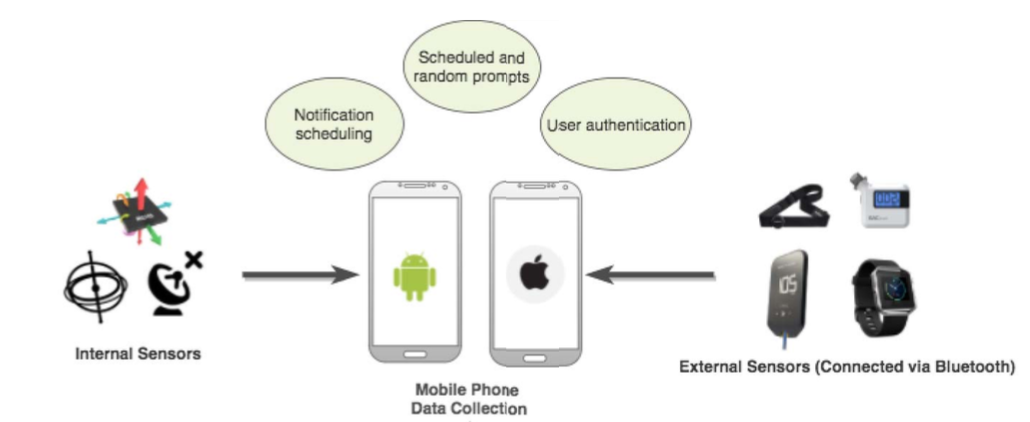 Scheduled and
random prompts
Notification
scheduling
User authentication
105
Internal Sensors
External Sensors (Connected via Bluetooth)
Mobile Phone
Data Collection